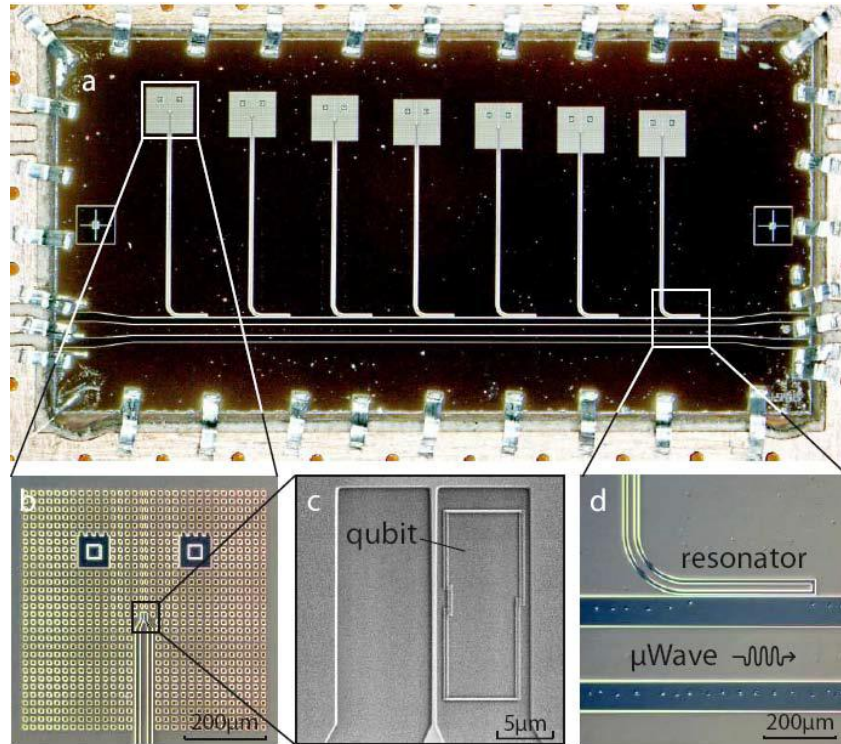 a
b
200μm
c
qubit
5μm
d
resonator
μWave
200μm